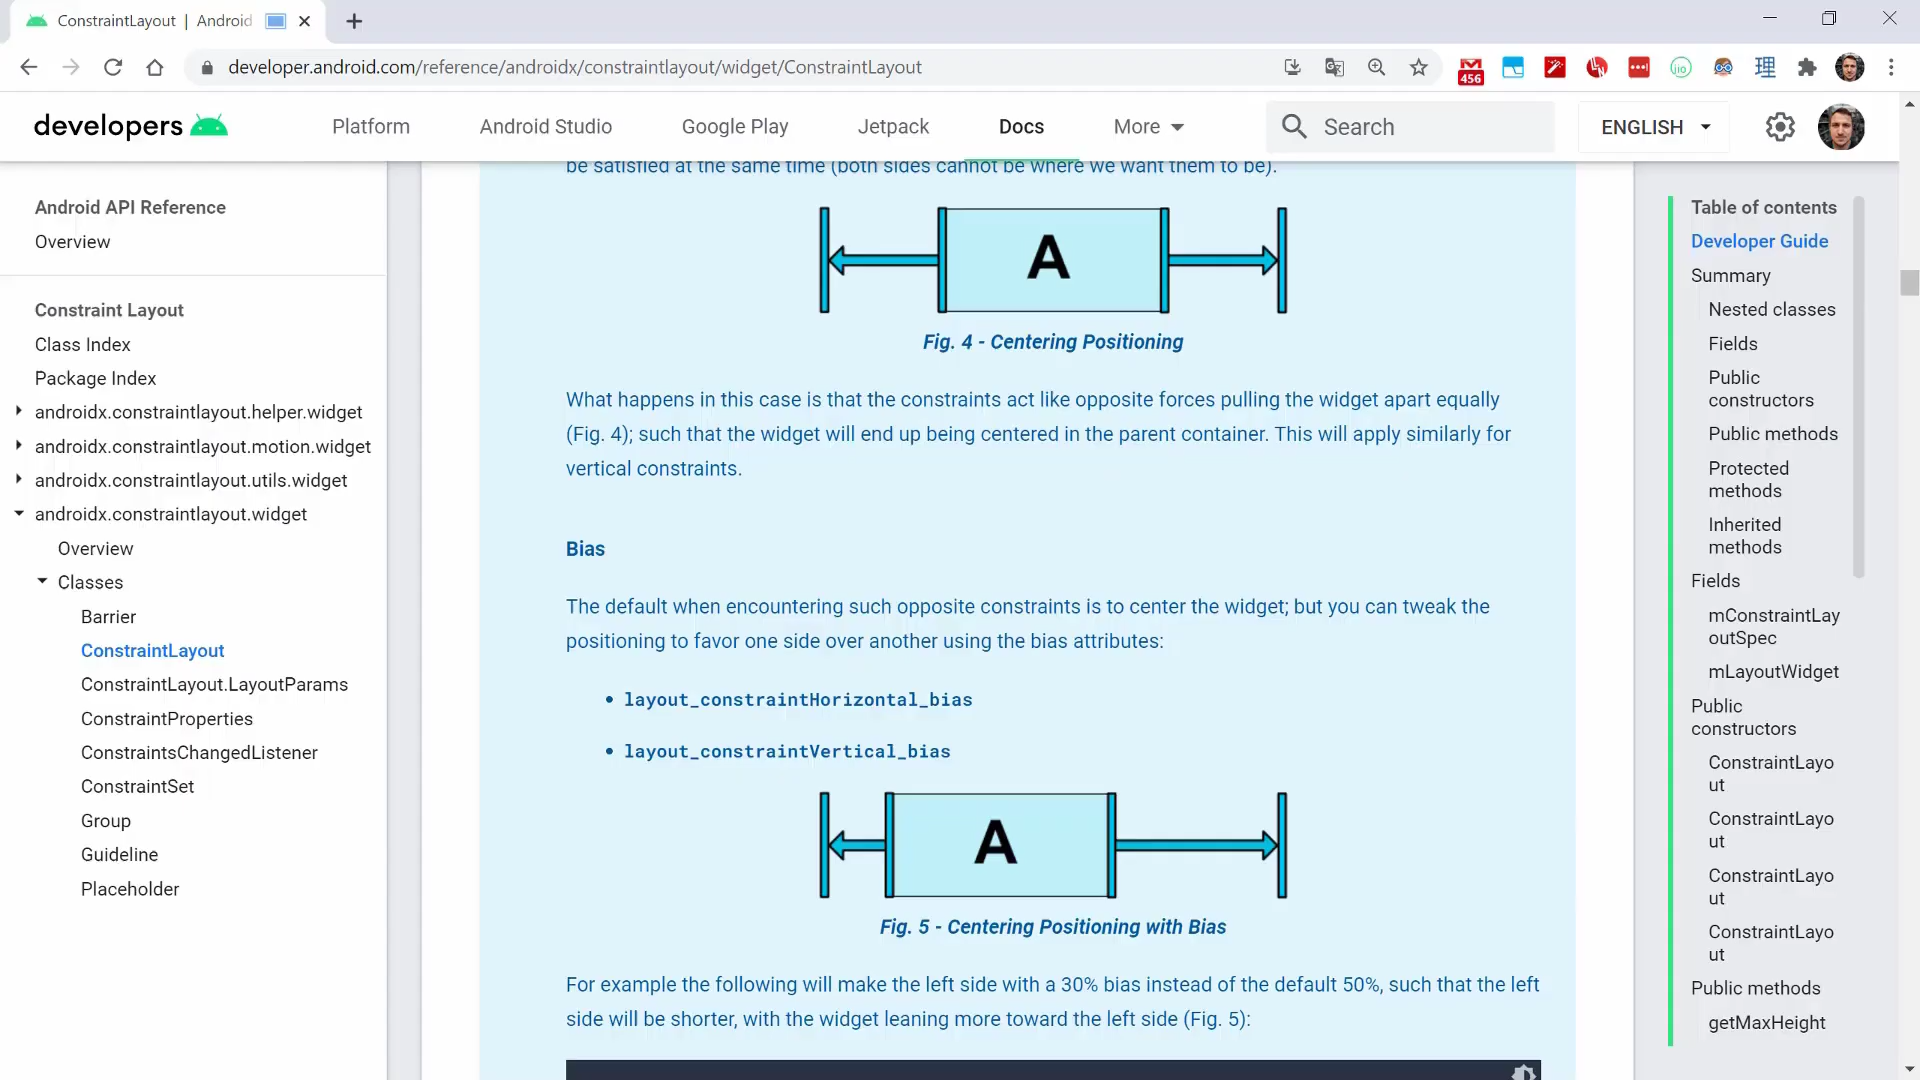 ConstraintLayout | Android
developer.android.com/reference/androidx/constraintlayout/widget/ConstraintLayout
456
jio
理
developers
Platform
Android Studio
Google Play
Jetpack
Docs
More
Search
ENGLISH
Android API Reference
Overview
Constraint Layout
Class Index
Package Index
androidx.constraintlayout.helper.widget
androidx.constraintlayout.motion.widget
androidx.constraintlayout.utils.widget
androidx.constraintlayout.widget
Overview
Classes
Barrier
ConstraintLayout
ConstraintLayout.LayoutParams
ConstraintProperties
ConstraintsChangedListener
ConstraintSet
Group
Guideline
Placeholder
be satisfied at the same time (both sides cannot be where we want them to be).
A
Fig. 4 - Centering Positioning
What happens in this case is that the constraints act like opposite forces pulling the widget apart equally
(Fig. 4); such that the widget will end up being centered in the parent container. This will apply similarly for
vertical constraints.
Bias
The default when encountering such opposite constraints is to center the widget; but you can tweak the
positioning to favor one side over another using the bias attributes:
• layout_constraintHorizontal_bias
• layout_constraintVertical_bias
A
Fig. 5 - Centering Positioning with Bias
For example the following will make the left side with a 30% bias instead of the default 50%, such that the left
side will be shorter, with the widget leaning more toward the left side (Fig. 5):
Table of contents
Developer Guide
Summary
Nested classes
Fields
Public
constructors
Public methods
Protected
methods
Inherited
methods
Fields
mConstraintLay
outSpec
mLayoutWidget
Public
constructors
ConstraintLayo
ut
ConstraintLayo
ut
ConstraintLayo
ut
ConstraintLayo
ut
Public methods
getMaxHeight